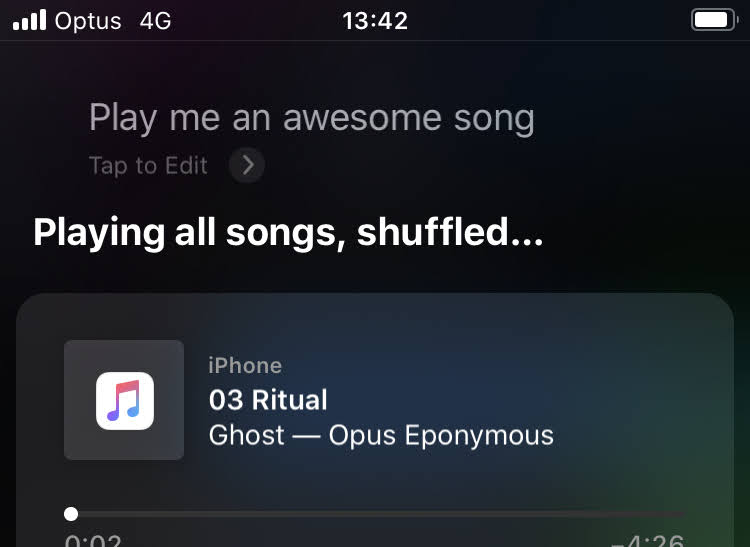 Optus 4G 13:42
Play me an awesome song
Tap to Edit
Playing all songs, shuffled...
iPhone
03 Ritual
Ghost — Opus Eponymous
0:02 -4:26